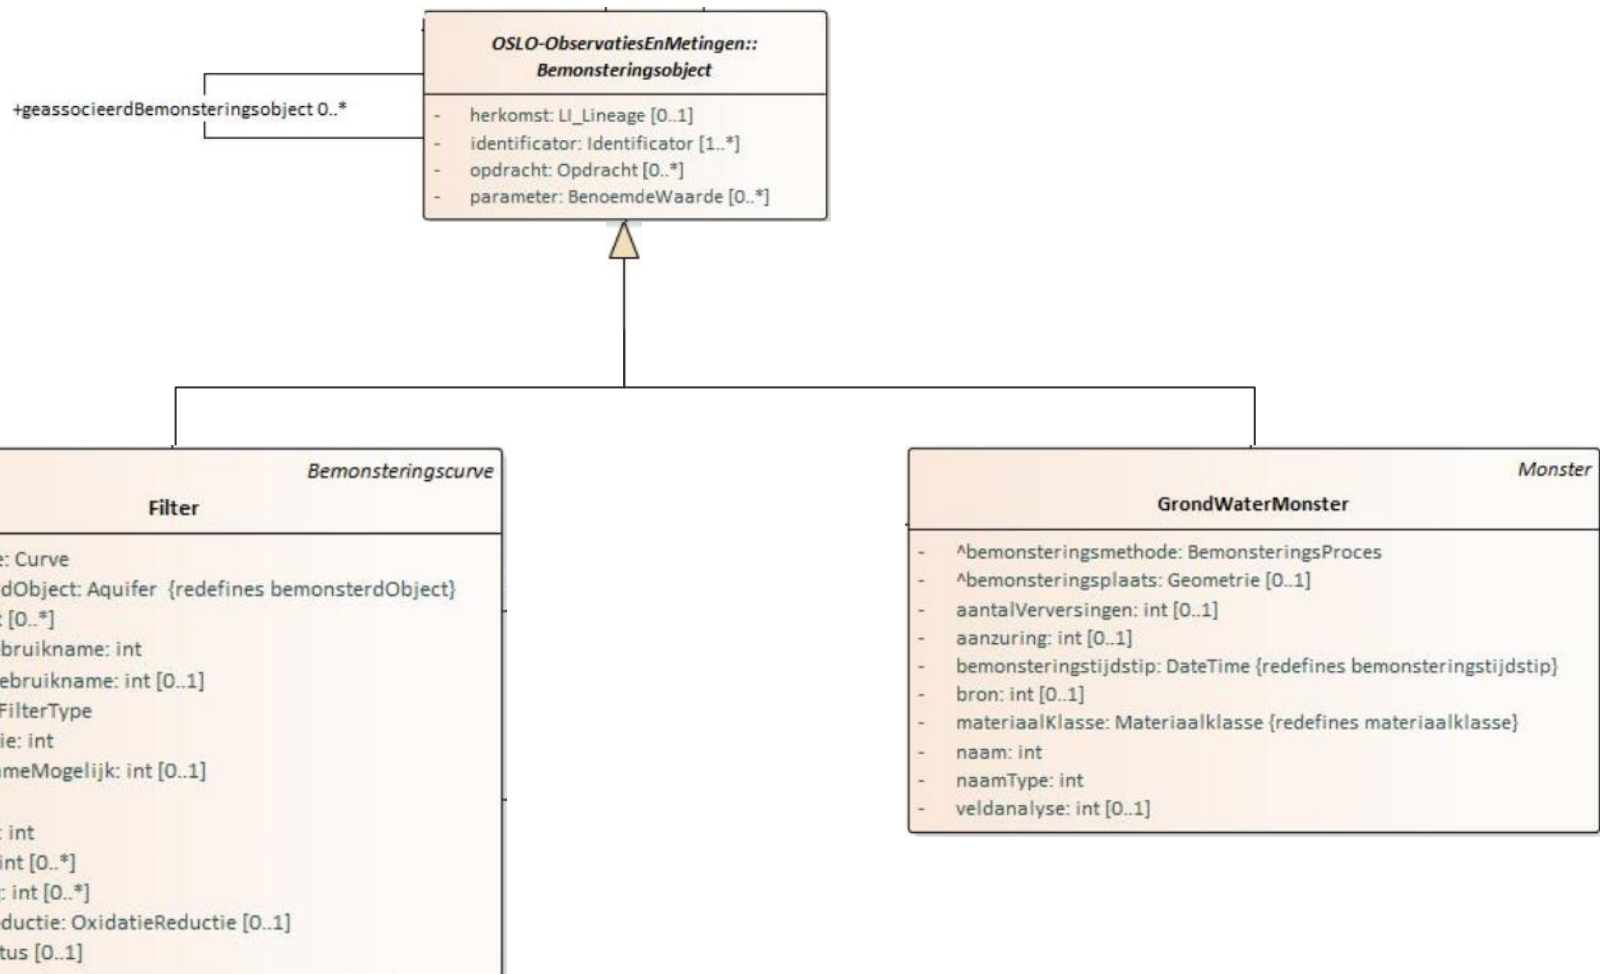 OSLO-ObservatiesEnMetingen::
Bemonsteringsobject
+geassocieerdBemonsteringsobject 0..*
- herkomst: LI_Lineage [0..1]
- identificator: Identificator [1..*]
- opdracht: Opdracht [0..*]
- parameter: BenoemdeWaarde [0..*]
Bemonsteringscurve
Filter
e: Curve
dObject: Aquifer {redefines bemonsterdObject}
[0..*]
bruikname: int
ebruikname: int [0..1]
FilterType
ie: int
meMogelijk: int [0..1]
: int
int [0..*]
: int [0..*]
ductie: OxidatieReductie [0..1]
tus [0..1]
Monster
GrondWaterMonster
- ^bemonsteringsmethode: BemonsteringsProces
- ^bemonsteringsplaats: Geometrie [0..1]
- aantalVerversingen: int [0..1]
- aanzuring: int [0..1]
- bemonsteringstijdstip: DateTime {redefines bemonsteringstijdstip}
- bron: int [0..1]
- materiaalKlasse: Materiaalklasse {redefines materiaalklasse}
- naam: int
- naamType: int
- veldanalyse: int [0..1]